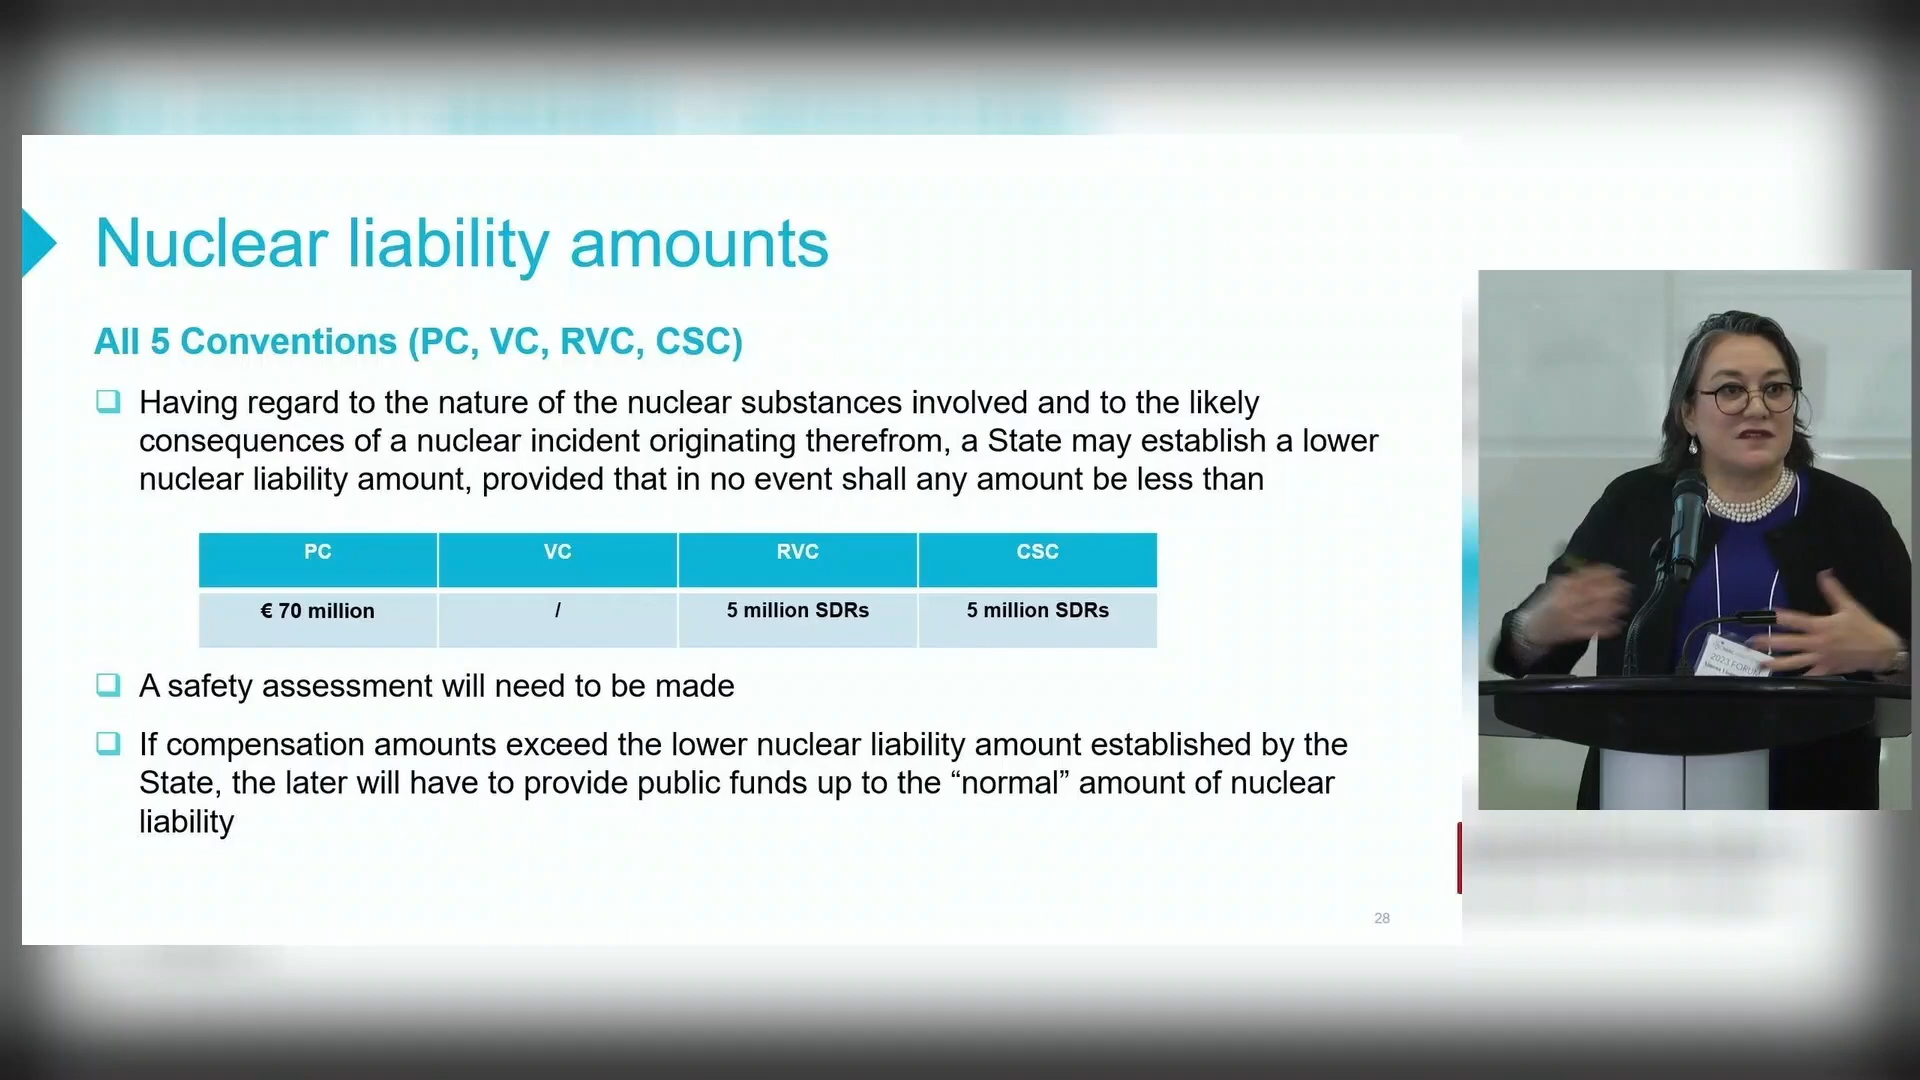 Nuclear liability amounts
All 5 Conventions (PC, VC, RVC, CSC)
Having regard to the nature of the nuclear substances involved and to the likely
consequences of a nuclear incident originating therefrom, a State may establish a lower
nuclear liability amount, provided that in no event shall any amount be less than
PC VC RVC CSC
€ 70 million / 5 million SDRs 5 million SDRs
A safety assessment will need to be made
If compensation amounts exceed the lower nuclear liability amount established by the
State, the later will have to provide public funds up to the “normal” amount of nuclear
liability
28
2023 FORUM